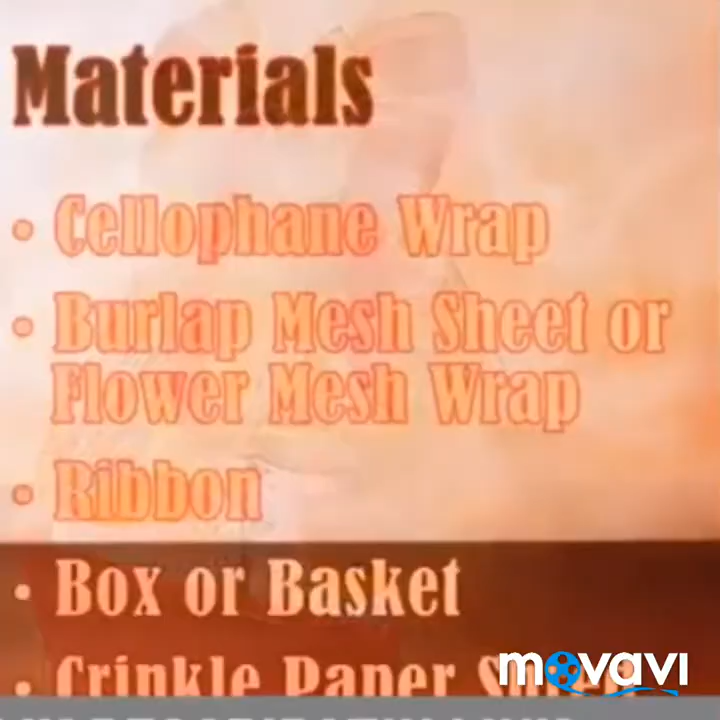 Materials
• Cellophane Wrap
• Burlap Mesh Sheet or
Flower Mesh Wrap
• Ribbon
• Box or Basket
• Crinkle Paper
movavi